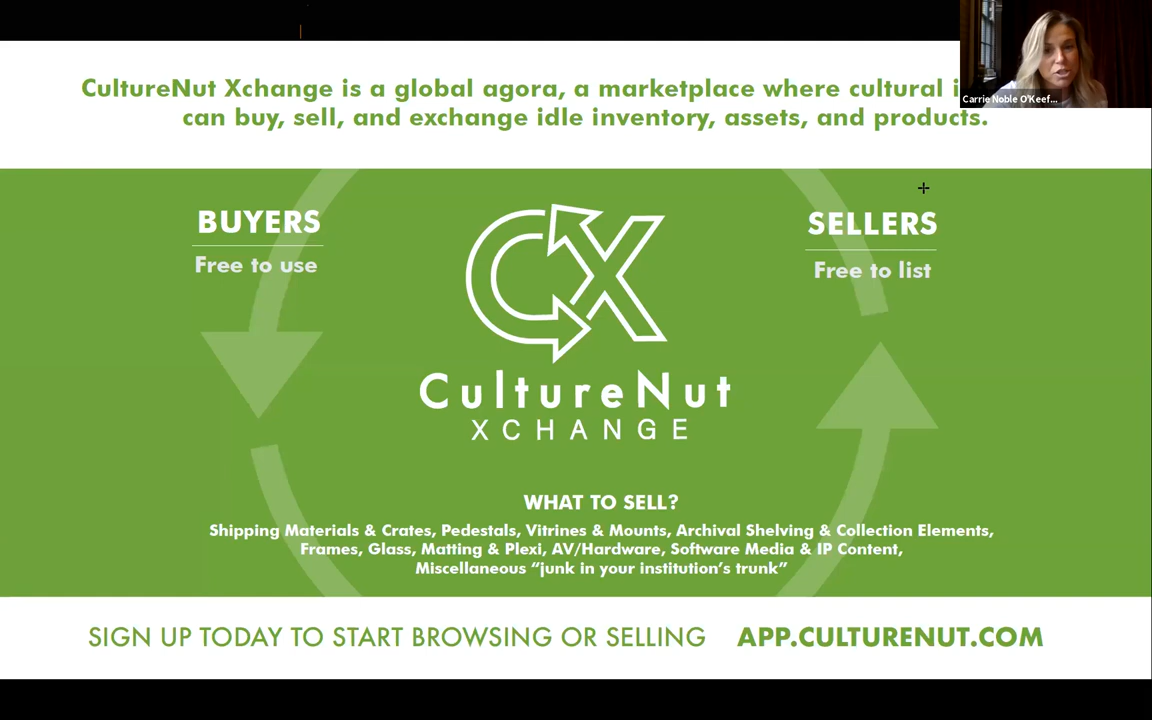 CultureNut Xchange is a global agora, a marketplace where cultural
can buy, sell, and exchange idle inventory, assets, and products.
Carrie Noble O'Keef...
BUYERS
Free to use
SELLERS
Free to list
CX
CultureNut
XCHANGE
WHAT TO SELL?
Shipping Materials & Crates, Pedestals, Vitrines & Mounts, Archival Shelving & Collection Elements,
Frames, Glass, Matting & Plexi, AV/Hardware, Software Media & IP Content,
Miscellaneous “junk in your institution’s trunk”
SIGN UP TODAY TO START BROWSING OR SELLING APP.CULTURENUT.COM